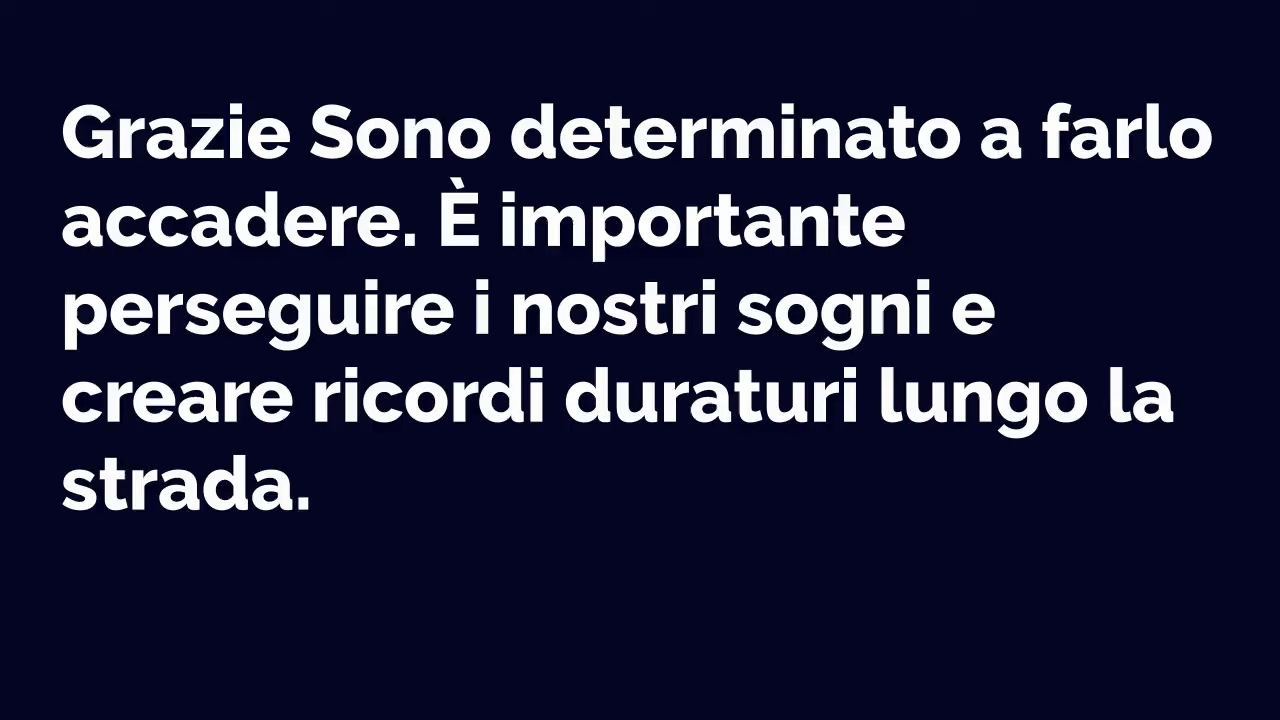 Grazie Sono determinato a farlo
accadere. È importante
perseguire i nostri sogni e
creare ricordi duraturi lungo la
strada.